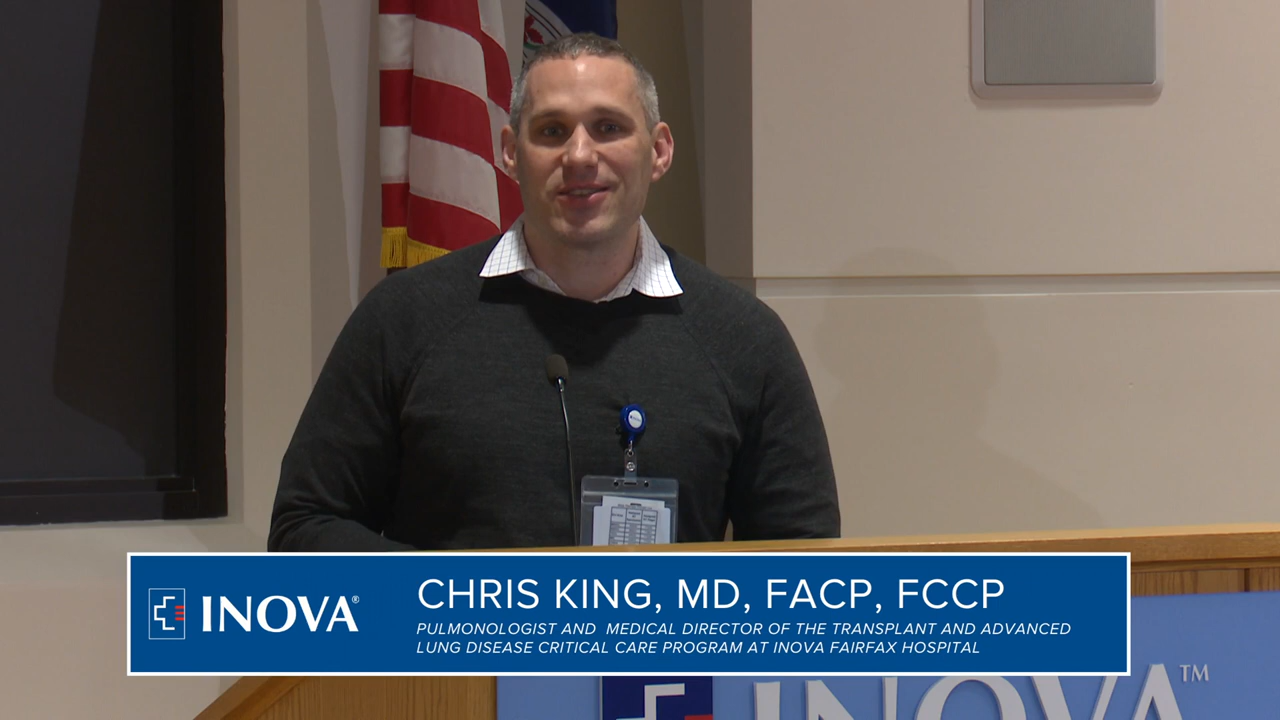 INOVA®
CHRIS KING, MD, FACP, FCCP
PULMONOLOGIST AND MEDICAL DIRECTOR OF THE TRANSPLANT AND ADVANCED
LUNG DISEASE CRITICAL CARE PROGRAM AT INOVA FAIRFAX HOSPITAL
INOVA™